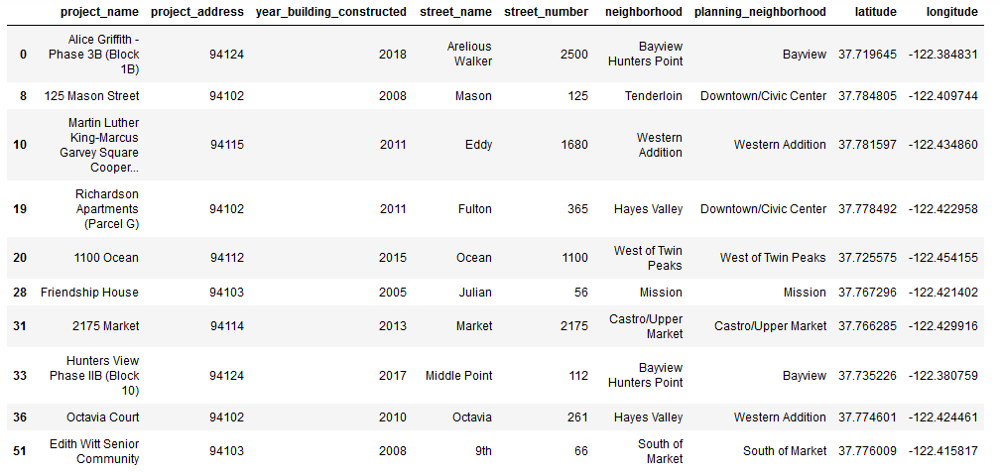 project_name project_address year_building_constructed street_name street_number neighborhood planning_neighborhood latitude longitude
0 Alice Griffith - Phase 3B (Block 1B) 94124 2018 Arelious Walker 2500 Bayview Hunters Point Bayview 37.719645 -122.384831
8 125 Mason Street 94102 2008 Mason 125 Tenderloin Downtown/Civic Center 37.784805 -122.409744
10 Martin Luther King-Marcus Garvey Square Cooper... 94115 2011 Eddy 1680 Western Addition Western Addition 37.781597 -122.434860
19 Richardson Apartments (Parcel G) 94102 2011 Fulton 365 Hayes Valley Downtown/Civic Center 37.778492 -122.422958
20 1100 Ocean 94112 2015 Ocean 1100 West of Twin Peaks West of Twin Peaks 37.725575 -122.454155
28 Friendship House 94103 2005 Julian 56 Mission Mission 37.767296 -122.421402
31 2175 Market 94114 2013 Market 2175 Castro/Upper Market Castro/Upper Market 37.766285 -122.429916
33 Hunters View Phase IIB (Block 10) 94124 2017 Middle Point 112 Bayview Hunters Point Bayview 37.735226 -122.380759
36 Octavia Court 94102 2010 Octavia 261 Hayes Valley Western Addition 37.774601 -122.424461
51 Edith Witt Senior Community 94103 2008 9th 66 South of Market South of Market 37.776009 -122.415817